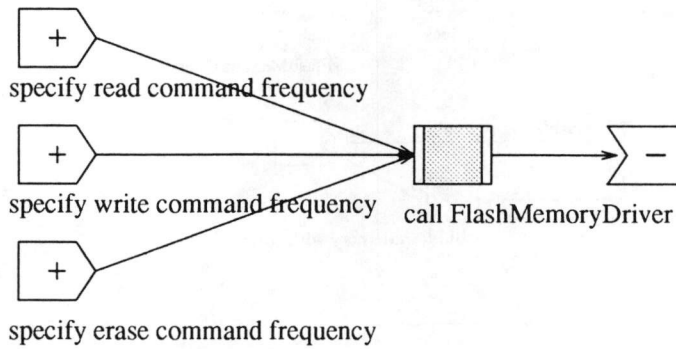 +
specify read command frequency
+
specify write command frequency
call FlashMemoryDriver
−
+
specify erase command frequency